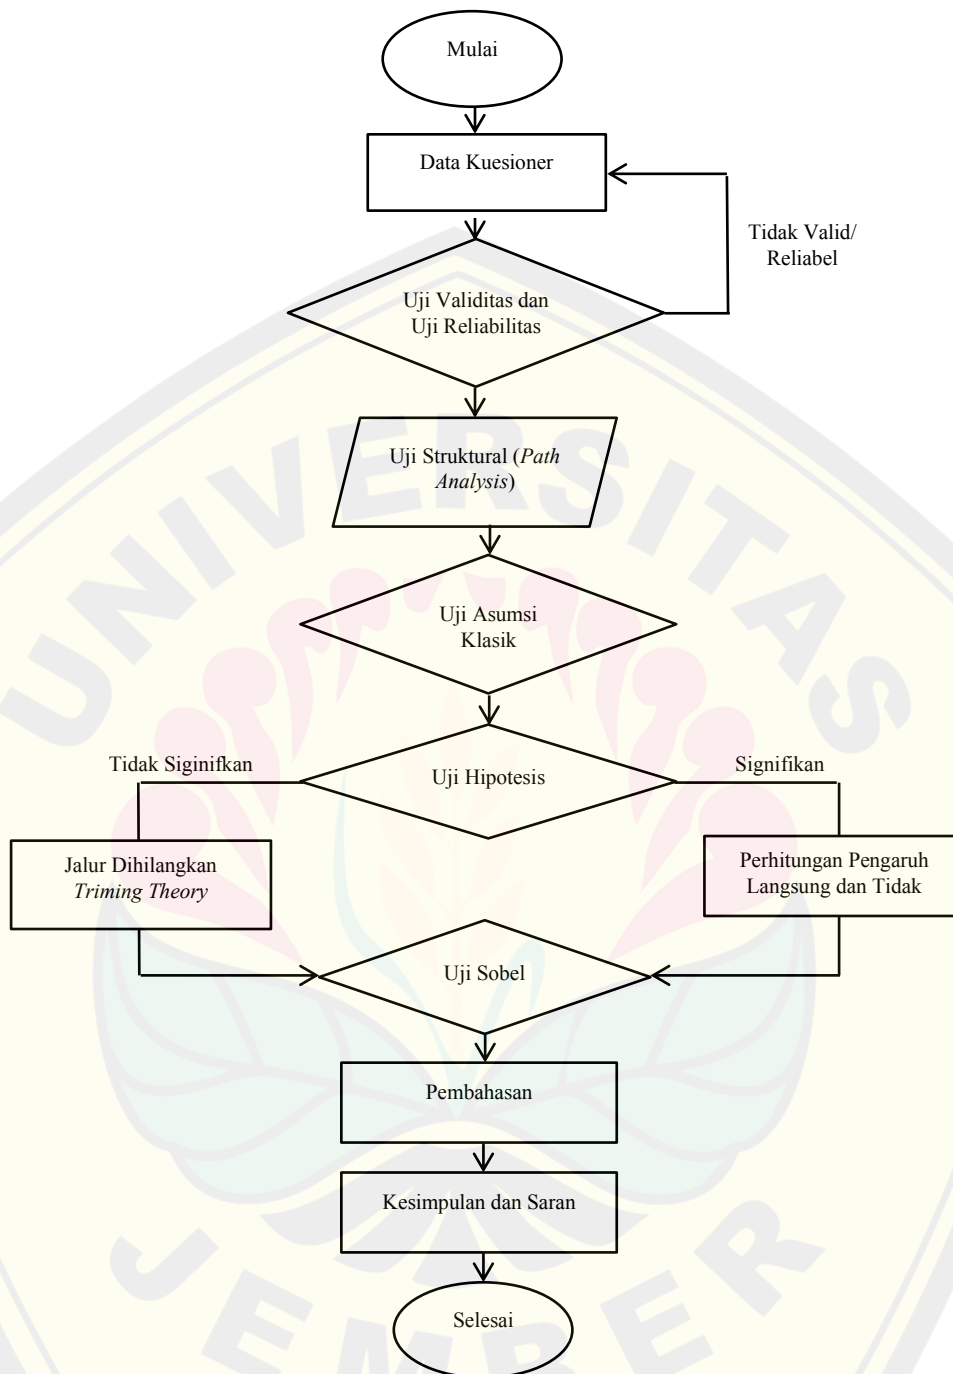 Mulai
Data Kuesioner
Tidak Valid/
Reliabel
Uji Validitas dan
Uji Reliabilitas
Uji Struktural (Path
Analysis)
Uji Asumsi
Klasik
Tidak Siginifkan
Uji Hipotesis
Signifikan
Jalur Dihilangkan
Triming Theory
Perhitungan Pengaruh
Langsung dan Tidak
Uji Sobel
Pembahasan
Kesimpulan dan Saran
Selesai
UNIVERSITAS
JEMBER